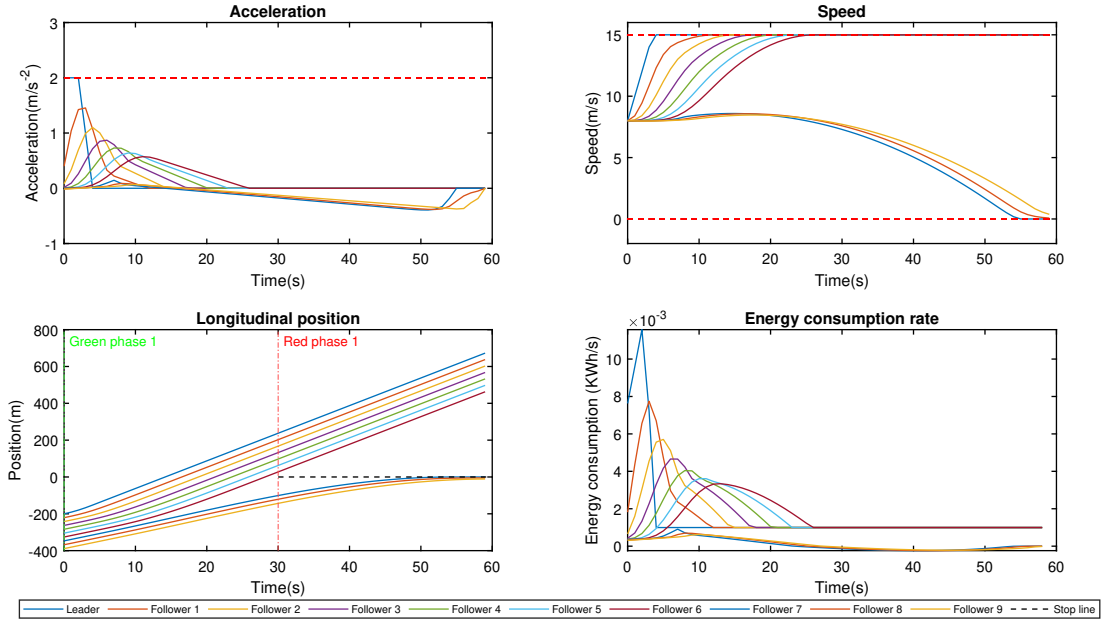 Acceleration
3
2
1
0
-1
Acceleration(m/s-2)
0 10 20 30 40 50 60
Time(s)
Speed
15
10
5
0
Speed(m/s)
0 10 20 30 40 50 60
Time(s)
Longitudinal position
800
600
400
200
0
-200
-400
Position(m)
Green phase 1
Red phase 1
0 10 20 30 40 50 60
Time(s)
Energy consumption rate
×10-3
10
8
6
4
2
0
Energy consumption (KWh/s)
0 10 20 30 40 50 60
Time(s)
Leader Follower 1 Follower 2 Follower 3 Follower 4 Follower 5 Follower 6 Follower 7 Follower 8 Follower 9 Stop line